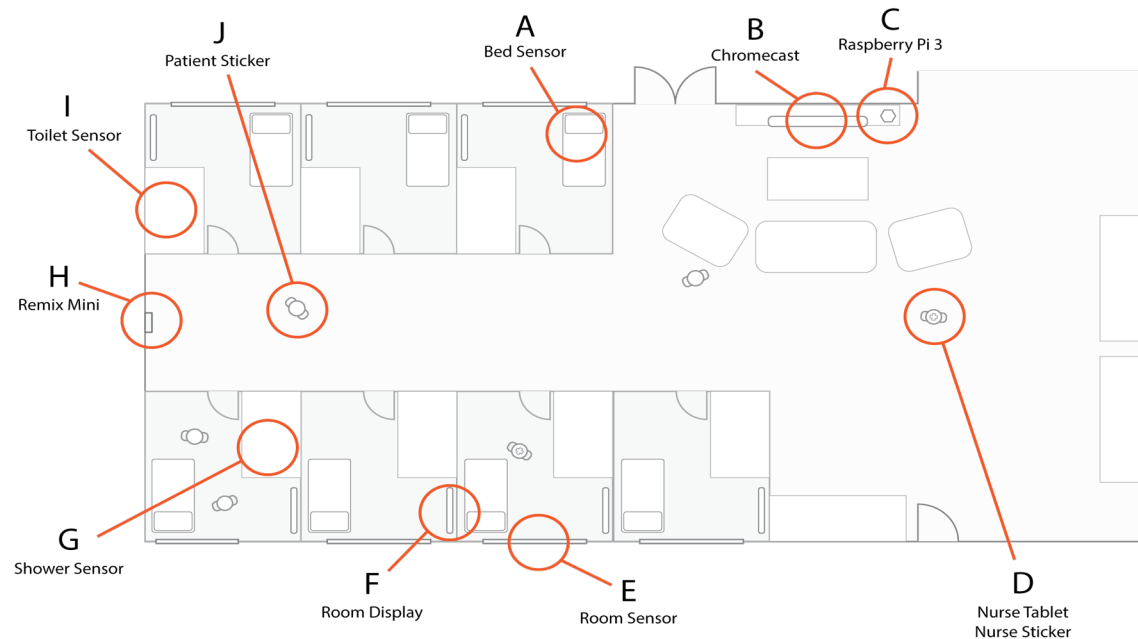 J
Patient Sticker
A
Bed Sensor
B
Chromecast
C
Raspberry Pi 3
I
Toilet Sensor
H
Remix Mini
G
Shower Sensor
F
Room Display
E
Room Sensor
D
Nurse Tablet
Nurse Sticker